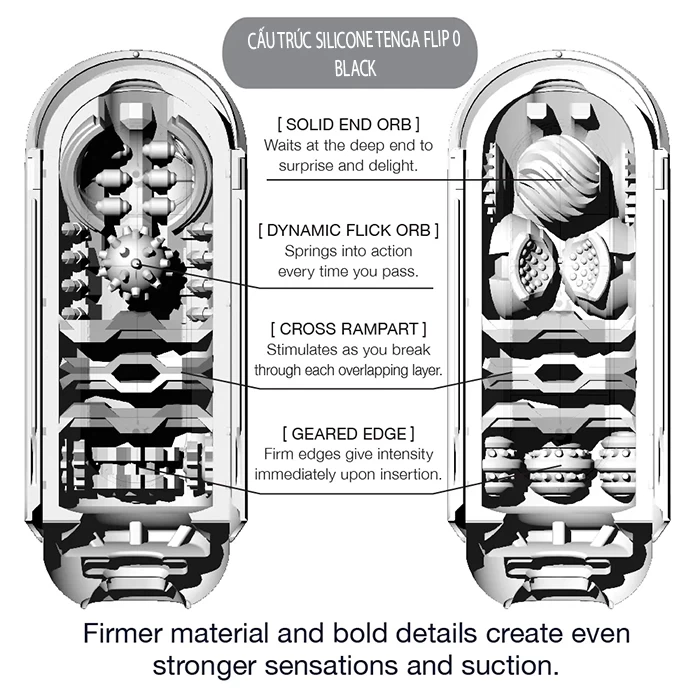 CẤU TRÚC SILICONE TENGA FLIP 0
BLACK
[ SOLID END ORB ]
Waits at the deep end to
surprise and delight.
[ DYNAMIC FLICK ORB ]
Springs into action
every time you pass.
[ CROSS RAMPART ]
Stimulates as you break
through each overlapping layer.
[ GEARED EDGE ]
Firm edges give intensity
immediately upon insertion.
Firmer material and bold details create even
stronger sensations and suction.